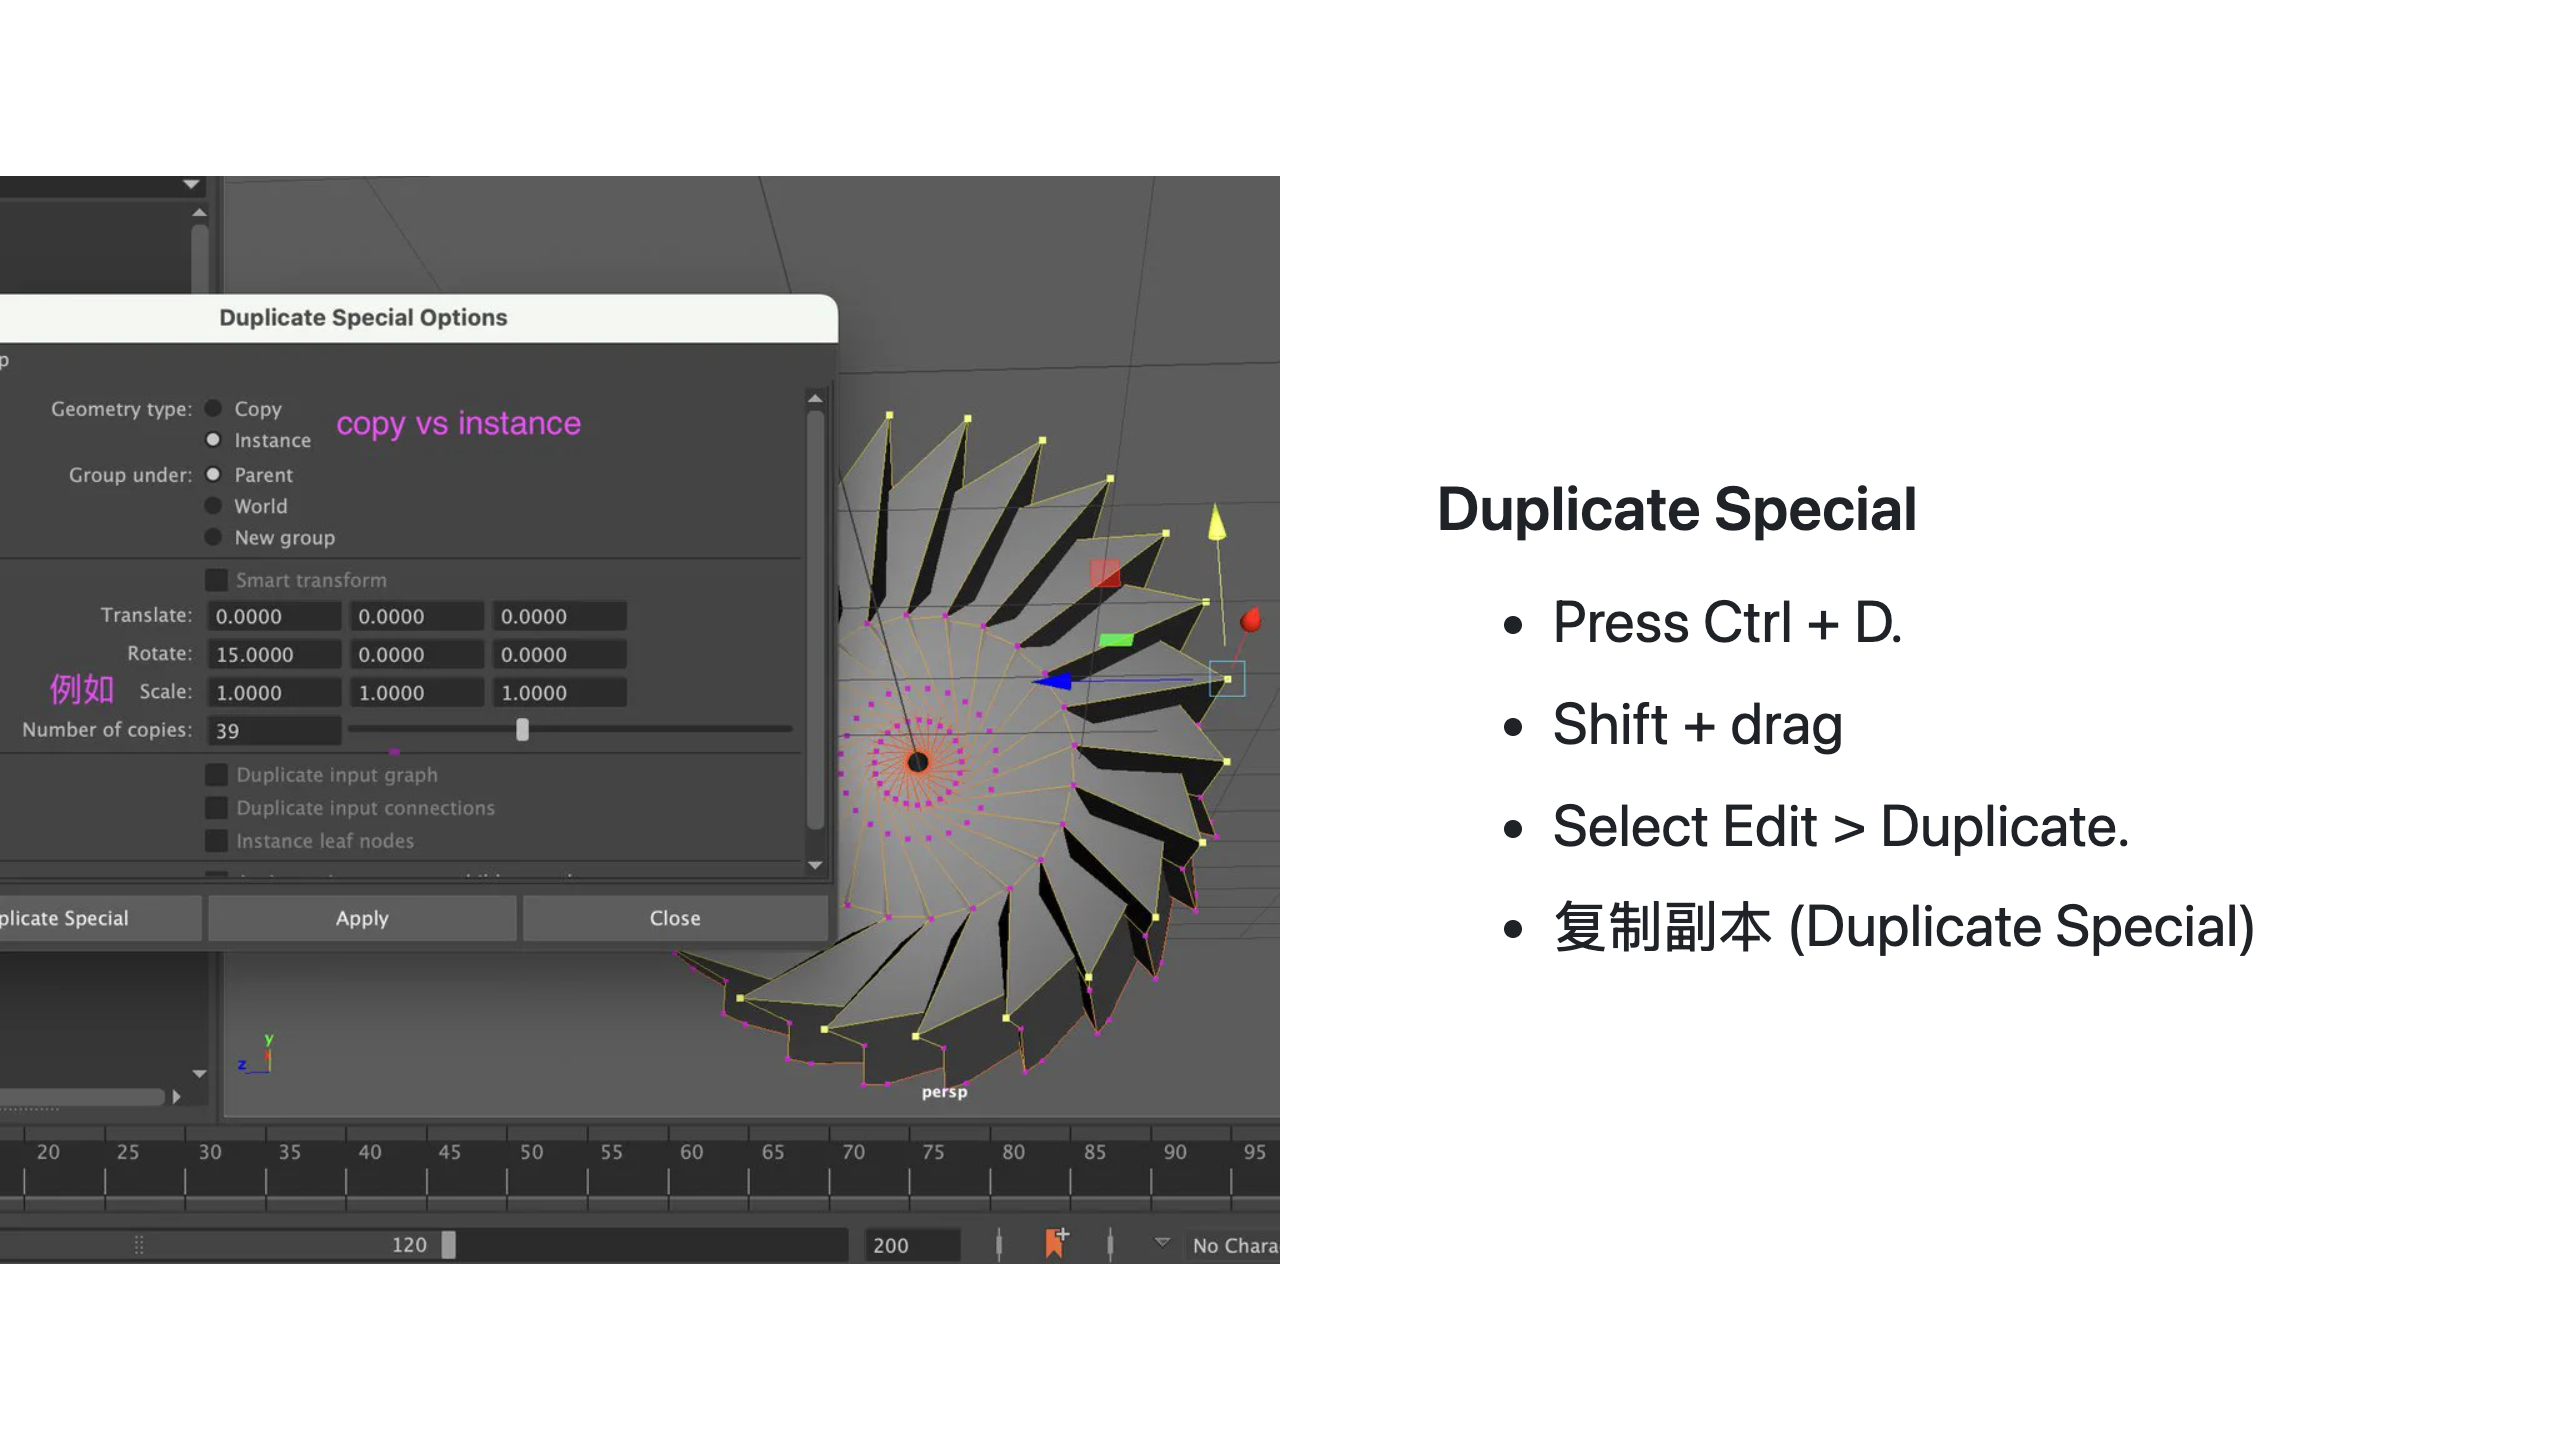 Duplicate Special Options
p
Geometry type: Copy
copy vs instance
Instance
Group under: Parent
World
New group
Smart transform
Translate: 0.0000 0.0000 0.0000
Rotate: 15.0000 0.0000 0.0000
例如 Scale: 1.0000 1.0000 1.0000
Number of copies: 39
Duplicate input graph
Duplicate input connections
Instance leaf nodes
plicate Special Apply Close
y
z
persp
20 25 30 35 40 45 50 55 60 65 70 75 80 85 90 95
120 200 No Chara
Duplicate Special
• Press Ctrl + D.
• Shift + drag
• Select Edit > Duplicate.
• 复制副本 (Duplicate Special)